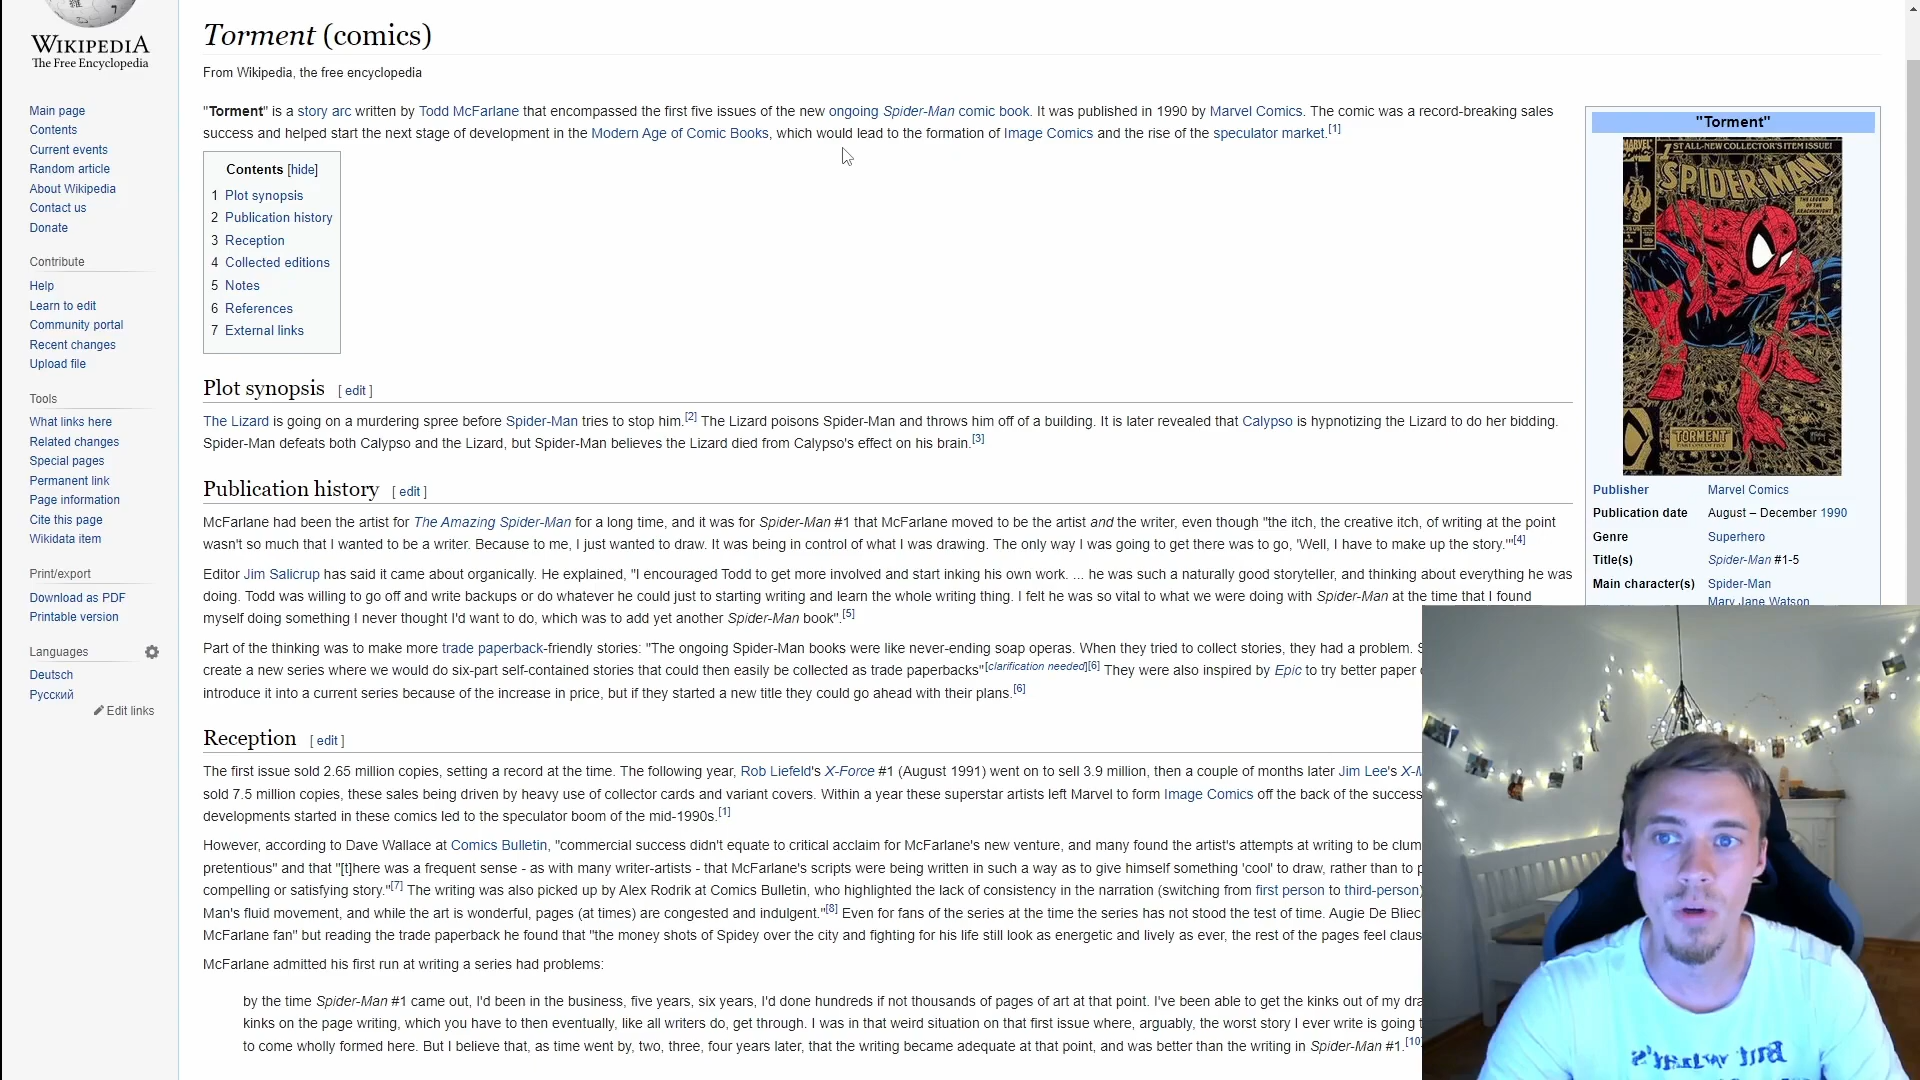 WIKIPEDIA
The Free Encyclopedia
Main page
Contents
Current events
Random article
About Wikipedia
Contact us
Donate
Contribute
Help
Learn to edit
Community portal
Recent changes
Upload file
Tools
What links here
Related changes
Special pages
Permanent link
Page information
Cite this page
Wikidata item
Print/export
Download as PDF
Printable version
Languages
Deutsch
Русский
Edit links
Torment (comics)
From Wikipedia, the free encyclopedia
"Torment" is a story arc written by Todd McFarlane that encompassed the first five issues of the new ongoing Spider-Man comic book. It was published in 1990 by Marvel Comics. The comic was a record-breaking sales
success and helped start the next stage of development in the Modern Age of Comic Books, which would lead to the formation of Image Comics and the rise of the speculator market.[1]
Contents [hide]
1 Plot synopsis
2 Publication history
3 Reception
4 Collected editions
5 Notes
6 References
7 External links
Plot synopsis [ edit ]
The Lizard is going on a murdering spree before Spider-Man tries to stop him.[2] The Lizard poisons Spider-Man and throws him off of a building. It is later revealed that Calypso is hypnotizing the Lizard to do her bidding.
Spider-Man defeats both Calypso and the Lizard, but Spider-Man believes the Lizard died from Calypso's effect on his brain.[3]
Publication history [ edit ]
McFarlane had been the artist for The Amazing Spider-Man for a long time, and it was for Spider-Man #1 that McFarlane moved to be the artist and the writer, even though "the itch, the creative itch, of writing at the point
wasn't so much that I wanted to be a writer. Because to me, I just wanted to draw. It was being in control of what I was drawing. The only way I was going to get there was to go, 'Well, I have to make up the story.'"[4]
Editor Jim Salicrup has said it came about organically. He explained, "I encouraged Todd to get more involved and start inking his own work. ... he was such a naturally good storyteller, and thinking about everything he was
doing. Todd was willing to go off and write backups or do whatever he could just to starting writing and learn the whole writing thing. I felt he was so vital to what we were doing with Spider-Man at the time that I found
myself doing something I never thought I'd want to do, which was to add yet another Spider-Man book".[5]
Part of the thinking was to make more trade paperback-friendly stories: "The ongoing Spider-Man books were like never-ending soap operas. When they tried to collect stories, they had a problem. S
create a new series where we would do six-part self-contained stories that could then easily be collected as trade paperbacks"[clarification needed][6] They were also inspired by Epic to try better paper
introduce it into a current series because of the increase in price, but if they started a new title they could go ahead with their plans.[6]
Reception [ edit ]
The first issue sold 2.65 million copies, setting a record at the time. The following year, Rob Liefeld's X-Force #1 (August 1991) went on to sell 3.9 million, then a couple of months later Jim Lee's
sold 7.5 million copies, these sales being driven by heavy use of collector cards and variant covers. Within a year these superstar artists left Marvel to form Image Comics off the back of the success
developments started in these comics led to the speculator boom of the mid-1990s.[1]
However, according to Dave Wallace at Comics Bulletin, "commercial success didn't equate to critical acclaim for McFarlane's new venture, and many found the artist's attempts at writing to be clum
pretentious" and that "[t]here was a frequent sense - as with many writer-artists - that McFarlane's scripts were being written in such a way as to give himself something 'cool' to draw, rather than to p
compelling or satisfying story."[7] The writing was also picked up by Alex Rodrik at Comics Bulletin, who highlighted the lack of consistency in the narration (switching from first person to third-person)
Man's fluid movement, and while the art is wonderful, pages (at times) are congested and indulgent."[8] Even for fans of the series at the time the series has not stood the test of time. Augie De Bliec
McFarlane fan" but reading the trade paperback he found that "the money shots of Spidey over the city and fighting for his life still look as energetic and lively as ever, the rest of the pages feel claus
McFarlane admitted his first run at writing a series had problems:
by the time Spider-Man #1 came out, I'd been in the business, five years, six years, I'd done hundreds if not thousands of pages of art at that point. I've been able to get the kinks out of my dra
kinks on the page writing, which you have to then eventually, like all writers do, get through. I was in that weird situation on that first issue where, arguably, the worst story I ever write is going t
to come wholly formed here. But I believe that, as time went by, two, three, four years later, that the writing became adequate at that point, and was better than the writing in Spider-Man #1.[10]
"Torment"
MARVEL COMICS
1ST ALL-NEW COLLECTOR'S ITEM ISSUE!
SPIDER-MAN
THE LEGEND OF THE ARACHKNIGHT
TORMENT
Publisher Marvel Comics
Publication date August – December 1990
Genre Superhero
Title(s) Spider-Man #1-5
Main character(s) Spider-Man
Mary Jane Watson